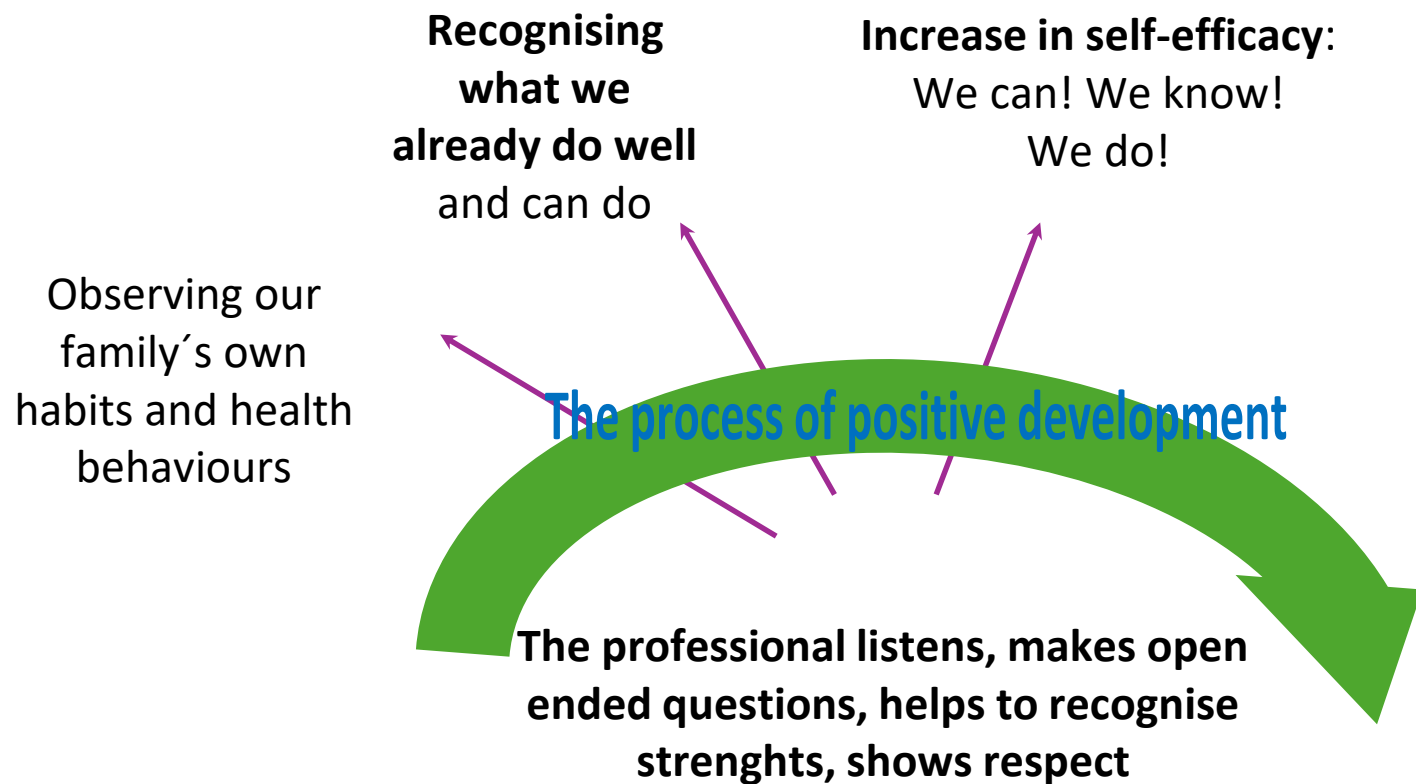 Recognising
what we
already do well
and can do
Increase in self-efficacy:
We can! We know!
We do!
Observing our
family´s own
habits and health
behaviours
The process of positive development
The professional listens, makes open
ended questions, helps to recognise
strenghts, shows respect